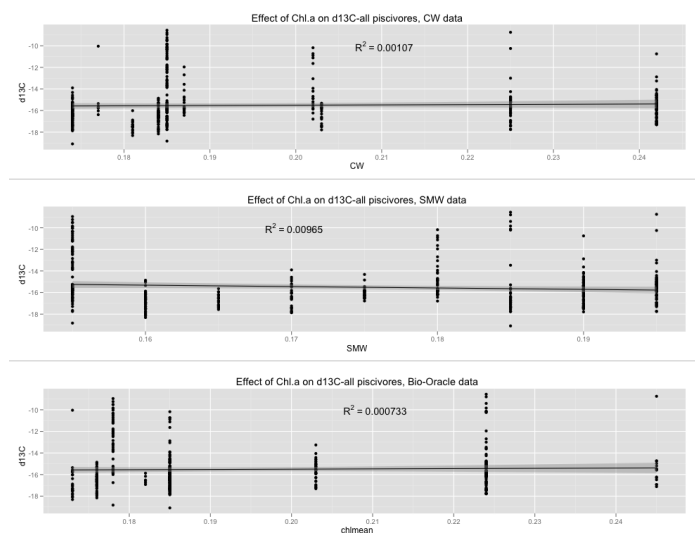 Effect of Chl.a on d13C-all piscivores, CW data
R² = 0.00107
-10
-12
-14
-16
-18
d13C
0.18 0.19 0.20 0.21 0.22 0.23 0.24
CW
Effect of Chl.a on d13C-all piscivores, SMW data
R² = 0.00965
-10
-12
-14
-16
-18
d13C
0.16 0.17 0.18 0.19
SMW
Effect of Chl.a on d13C-all piscivores, Bio-Oracle data
R² = 0.000733
-10
-12
-14
-16
-18
d13C
0.18 0.19 0.20 0.21 0.22 0.23 0.24
chlmean